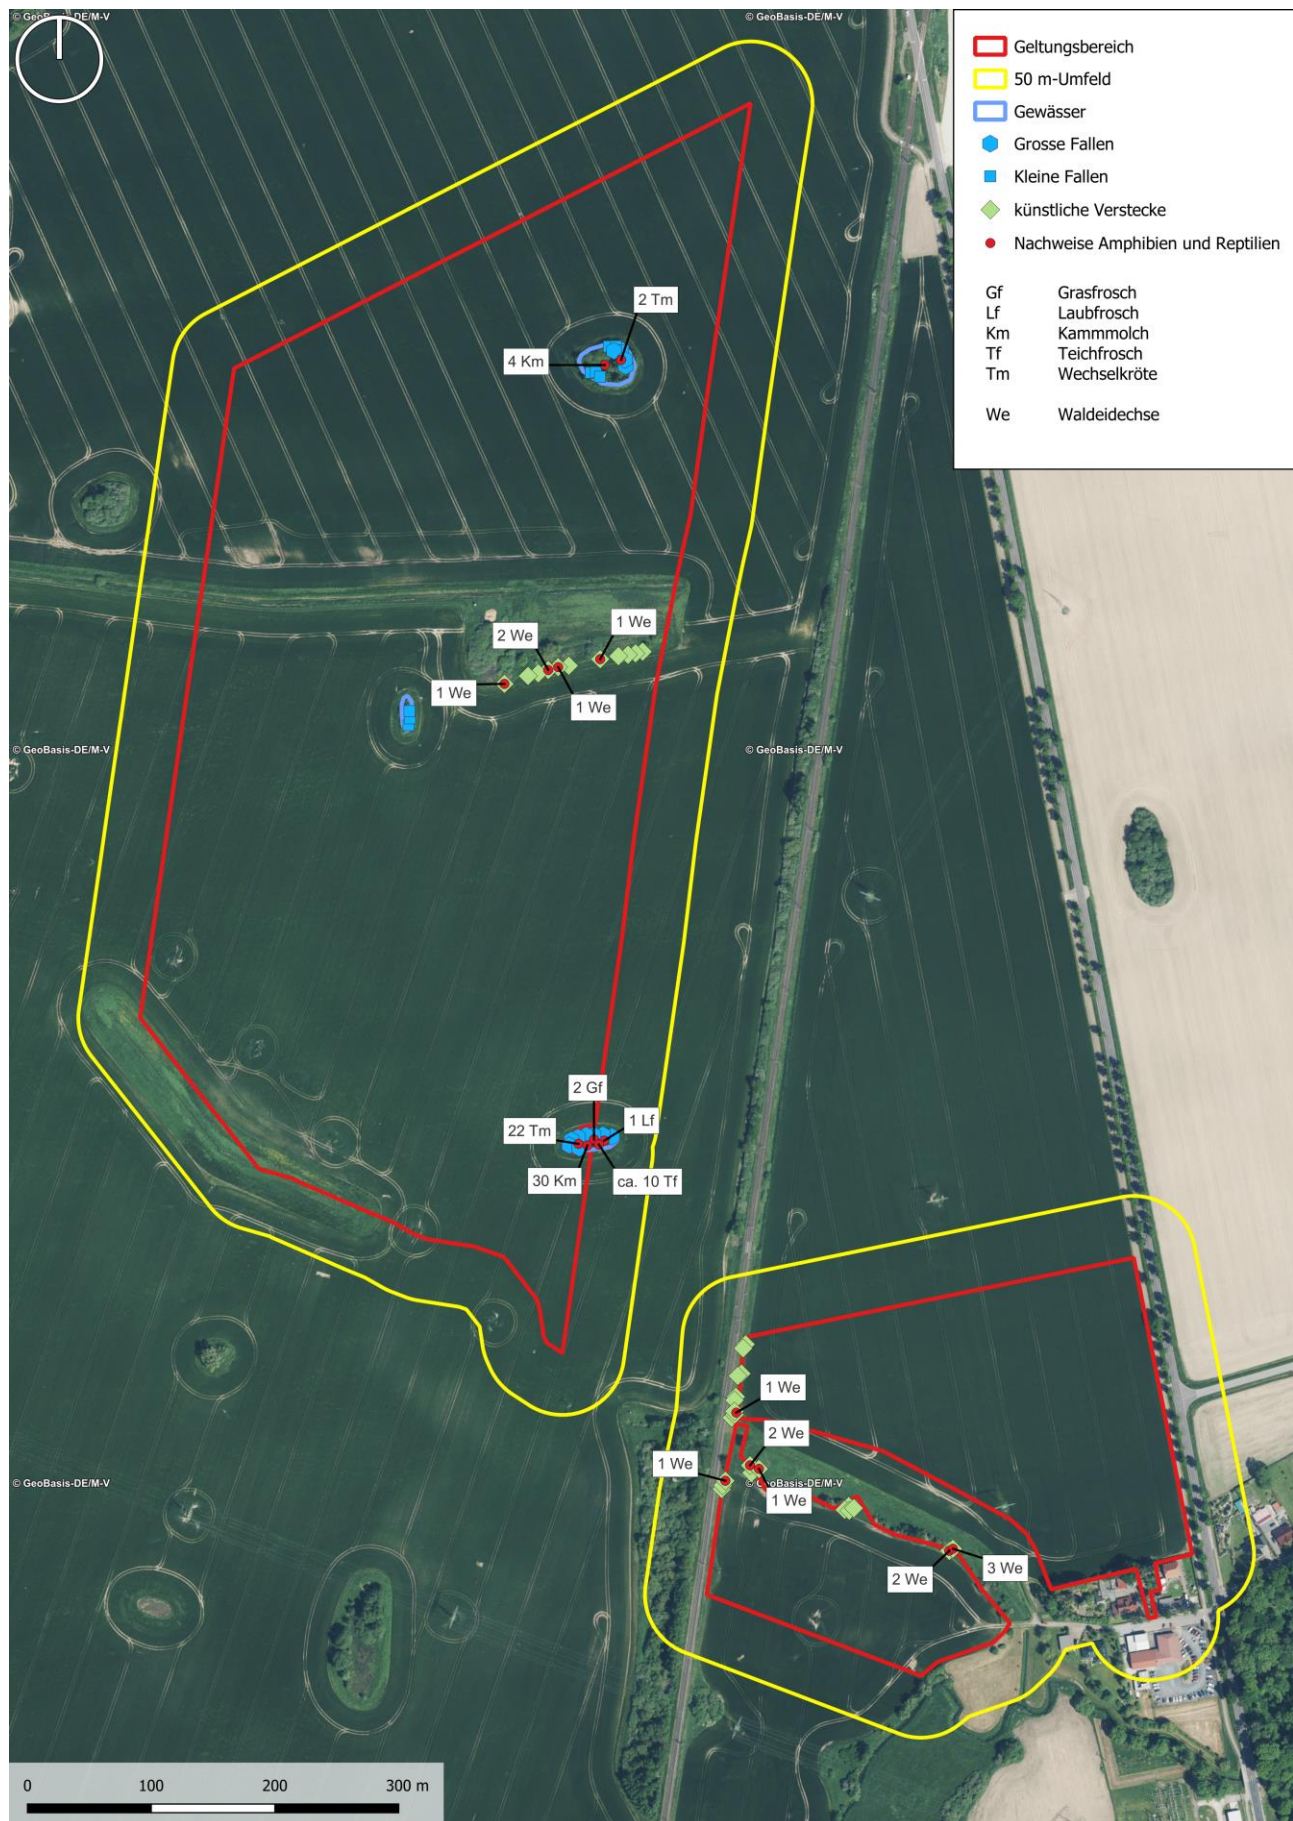 © GeoBasis-DE/M-V
© GeoBasis-DE/M-V
Geltungsbereich
50 m-Umfeld
Gewässer
Grosse Fallen
Kleine Fallen
künstliche Verstecke
Nachweise Amphibien und Reptilien
Gf Grasfrosch
Lf Laubfrosch
Km Kammmolch
Tf Teichfrosch
Tm Wechselkröte
We Waldeidechse
2 Tm
4 Km
1 We
2 We
1 We
1 We
© GeoBasis-DE/M-V
© GeoBasis-DE/M-V
2 Gf
22 Tm
1 Lf
30 Km
ca. 10 Tf
1 We
2 We
1 We
© GeoBasis-DE/M-V
© GeoBasis-DE/M-V
1 We
3 We
2 We
0 100 200 300 m